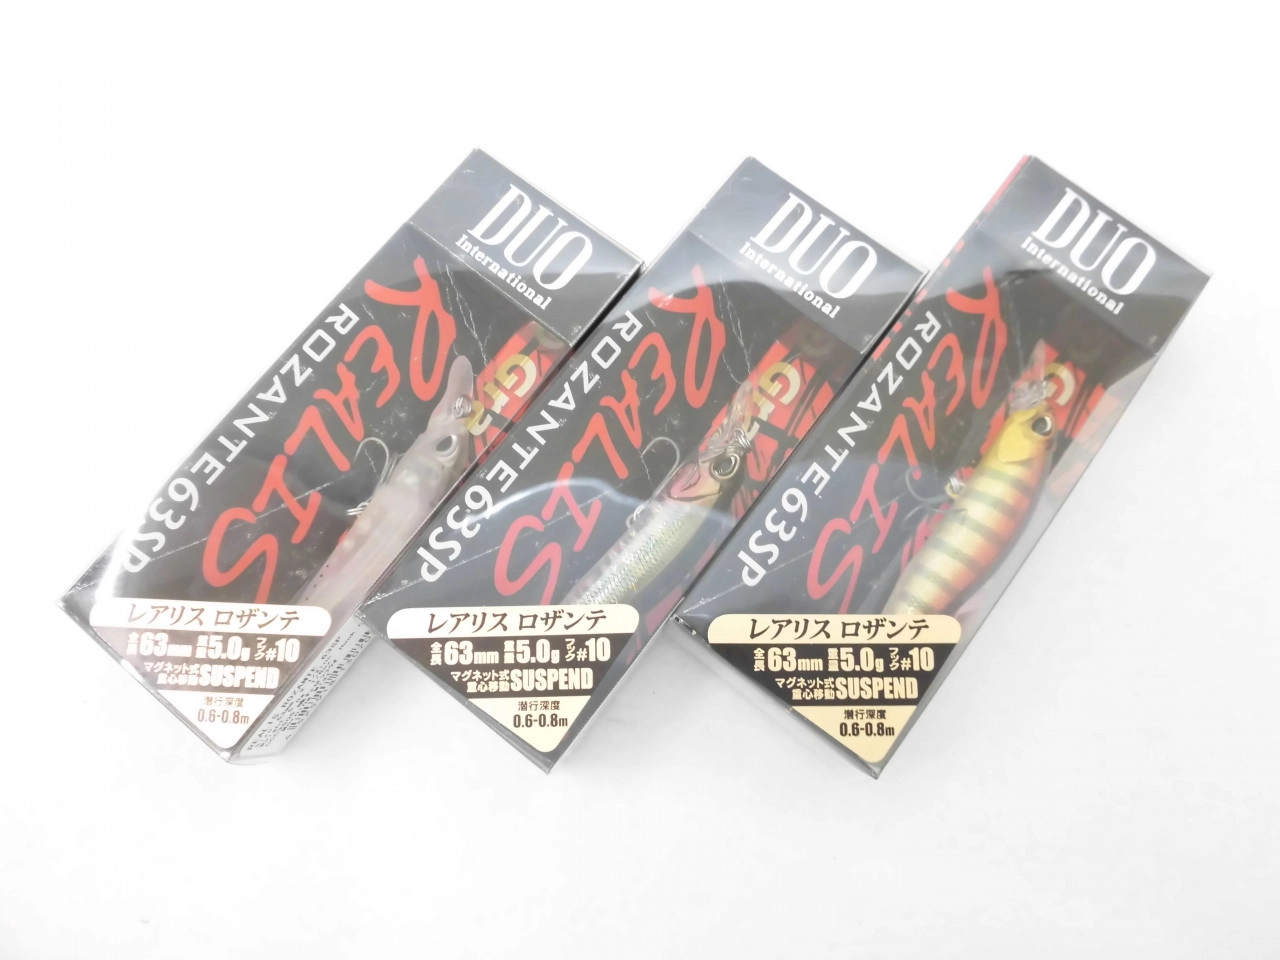 DUO
International
REALIS
ROZANTE63SP
レアリス ロザンテ
全長63mm 重量5.0g フック#10
マグネット式重心移動SUSPEND
潜行深度
0.6-0.8m
DUO
International
REALIS
ROZANTE63SP
レアリス ロザンテ
全長63mm 重量5.0g フック#10
マグネット式重心移動SUSPEND
潜行深度
0.6-0.8m
DUO
International
REALIS
ROZANTE63SP
レアリス ロザンテ
全長63mm 重量5.0g フック#10
マグネット式重心移動SUSPEND
潜行深度
0.6-0.8m